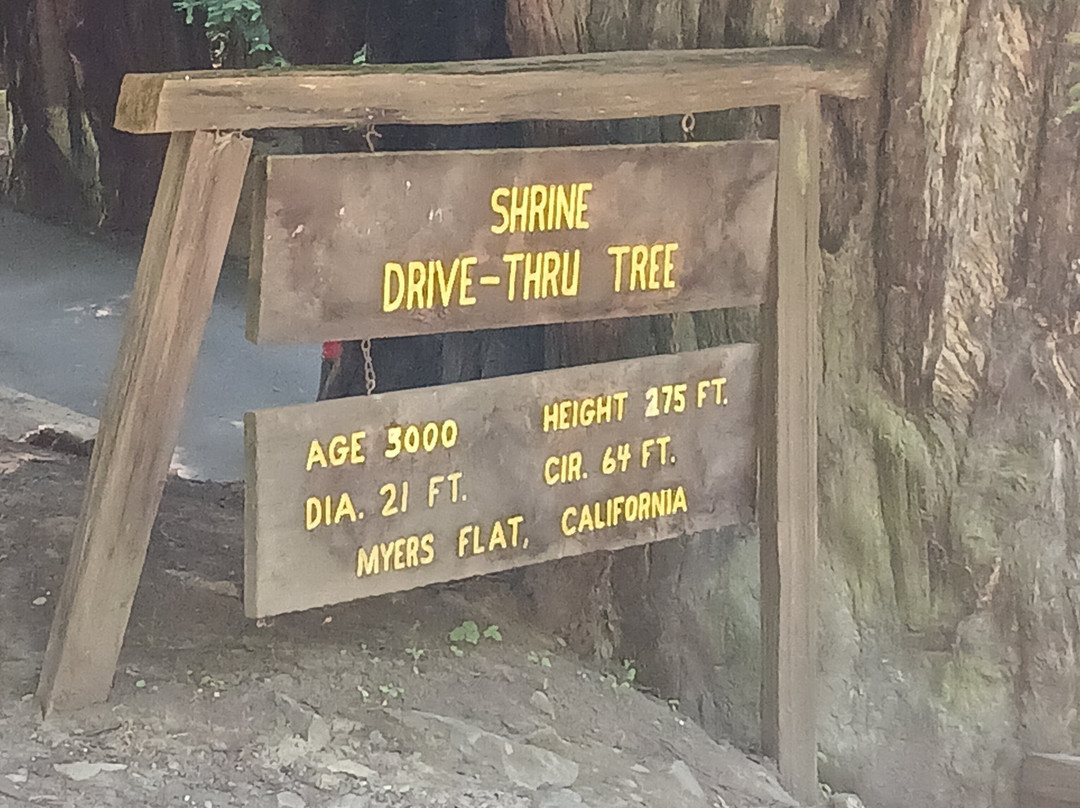 SHRINE
DRIVE-THRU TREE
AGE 3000 HEIGHT 275 FT.
DIA. 21 FT. CIR. 64 FT.
MYERS FLAT, CALIFORNIA